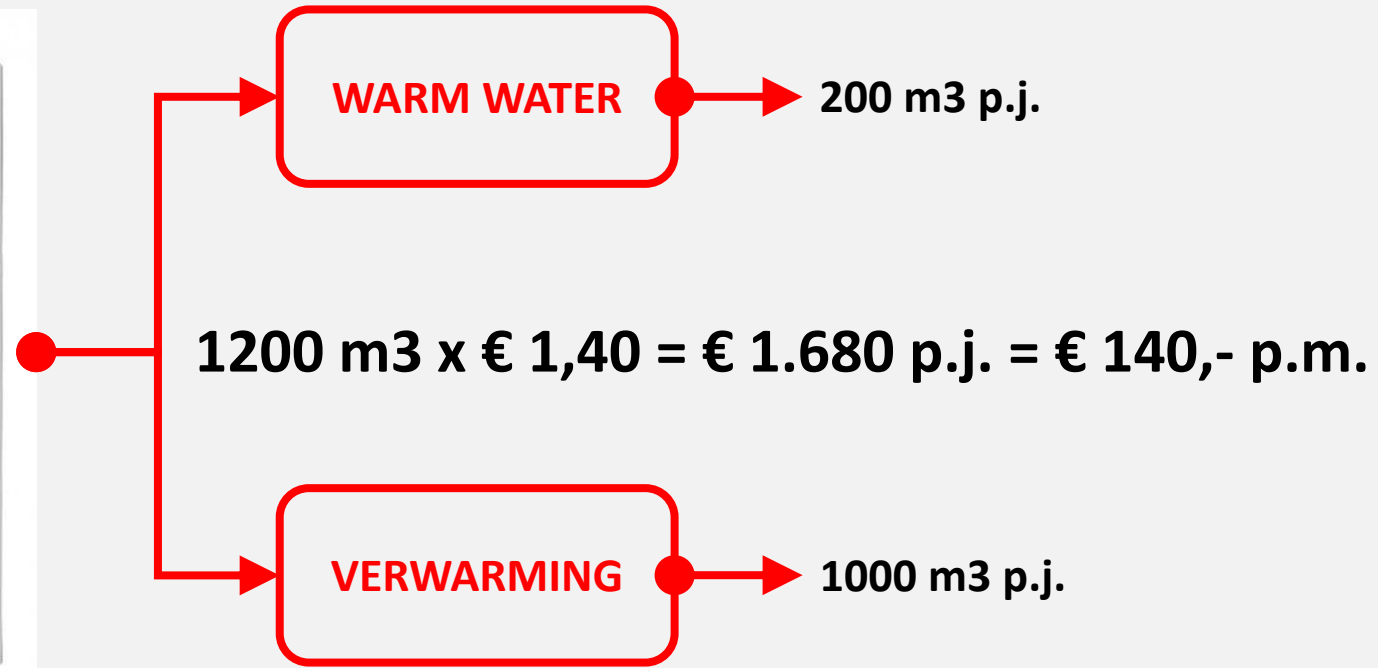 WARM WATER
200 m3 p.j.
1200 m3 x € 1,40 = € 1.680 p.j. = € 140,- p.m.
VERWARMING
1000 m3 p.j.